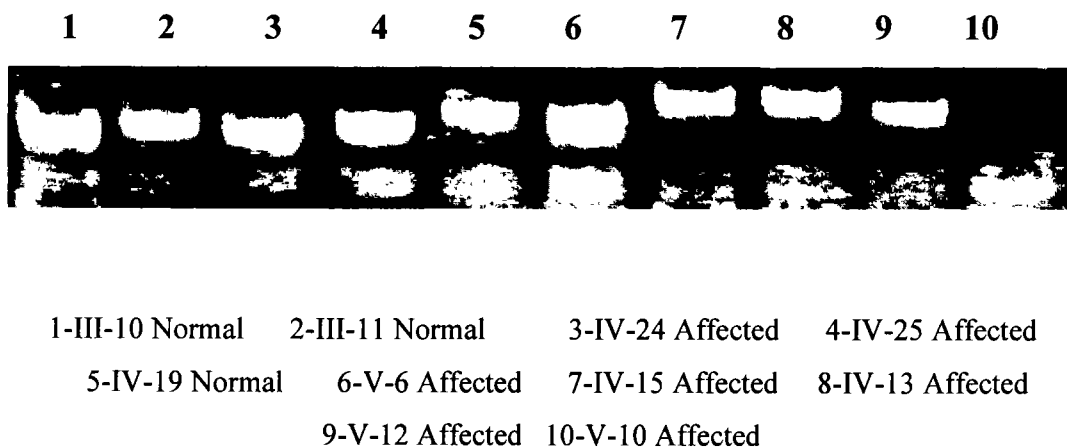 1 2 3 4 5 6 7 8 9 10
1-III-10 Normal 2-III-11 Normal 3-IV-24 Affected 4-IV-25 Affected
5-IV-19 Normal 6-V-6 Affected 7-IV-15 Affected 8-IV-13 Affected
9-V-12 Affected 10-V-10 Affected